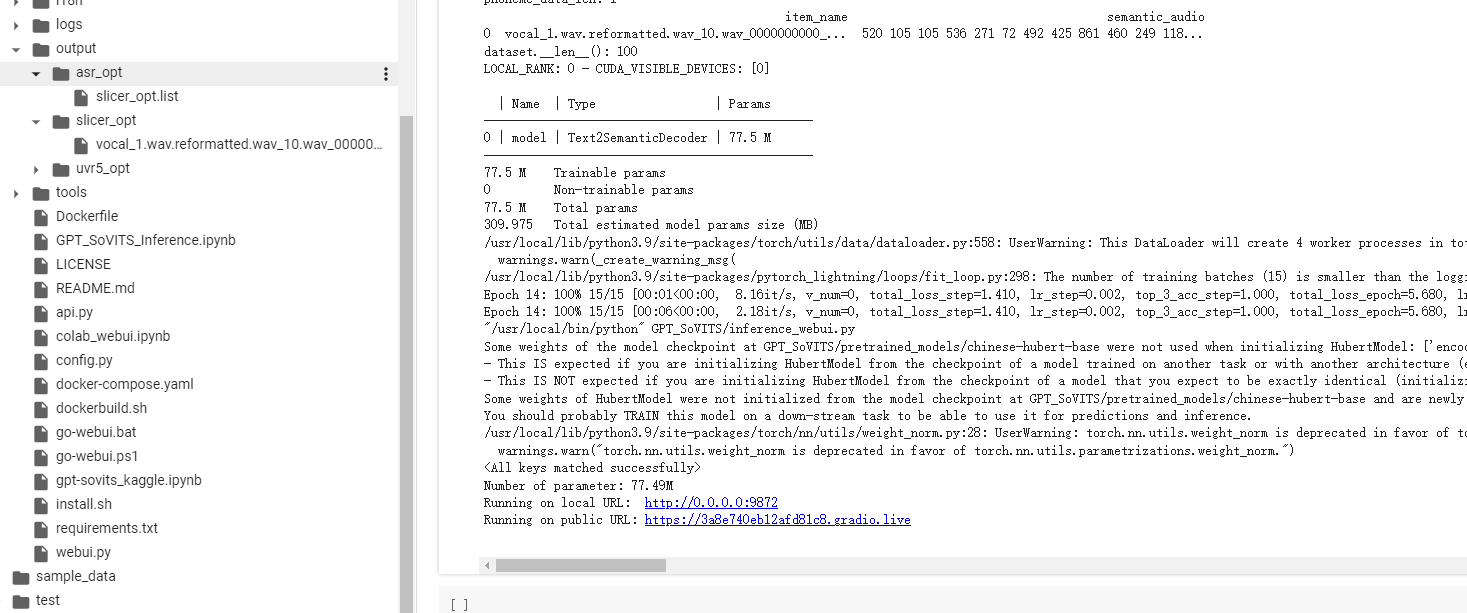 logs
output
asr_opt
slicer_opt.list
slicer_opt
vocal_1.wav.reformatted.wav_10.wav_00000...
uvr5_opt
tools
Dockerfile
GPT_SoVITS_Inference.ipynb
LICENSE
README.md
api.py
colab_webui.ipynb
config.py
docker-compose.yaml
dockerbuild.sh
go-webui.bat
go-webui.ps1
gpt-sovits_kaggle.ipynb
install.sh
requirements.txt
webui.py
sample_data
test
item_name semantic_audio
0 vocal_1.wav.reformatted.wav_10.wav_0000000000_... 520 105 105 536 271 72 492 425 861 460 249 118...
dataset.__len__(): 100
LOCAL_RANK: 0 - CUDA_VISIBLE_DEVICES: [0]
| Name | Type | Params
0 | model | Text2SemanticDecoder | 77.5 M
77.5 M Trainable params
0 Non-trainable params
77.5 M Total params
309.975 Total estimated model params size (MB)
/usr/local/lib/python3.9/site-packages/torch/utils/data/dataloader.py:558: UserWarning: This DataLoader will create 4 worker processes in to
warnings.warn(_create_warning_msg(
/usr/local/lib/python3.9/site-packages/pytorch_lightning/loops/fit_loop.py:298: The number of training batches (15) is smaller than the logg
Epoch 14: 100% 15/15 [00:01<00:00, 8.16it/s, v_num=0, total_loss_step=1.410, lr_step=0.002, top_3_acc_step=1.000, total_loss_epoch=5.680, lr
Epoch 14: 100% 15/15 [00:06<00:00, 2.18it/s, v_num=0, total_loss_step=1.410, lr_step=0.002, top_3_acc_step=1.000, total_loss_epoch=5.680, lr
"/usr/local/bin/python" GPT_SoVITS/inference_webui.py
Some weights of the model checkpoint at GPT_SoVITS/pretrained_models/chinese-hubert-base were not used when initializing HubertModel: ['enco
- This IS expected if you are initializing HubertModel from the checkpoint of a model trained on another task or with another architecture (e
- This IS NOT expected if you are initializing HubertModel from the checkpoint of a model that you expect to be exactly identical (initializi
Some weights of HubertModel were not initialized from the model checkpoint at GPT_SoVITS/pretrained_models/chinese-hubert-base and are newly
You should probably TRAIN this model on a down-stream task to be able to use it for predictions and inference.
/usr/local/lib/python3.9/site-packages/torch/nn/utils/weight_norm.py:28: UserWarning: torch.nn.utils.weight_norm is deprecated in favor of to
warnings.warn("torch.nn.utils.weight_norm is deprecated in favor of torch.nn.utils.parametrizations.weight_norm.")
<All keys matched successfully>
Number of parameter: 77.49M
Running on local URL: http://0.0.0.0:9872
Running on public URL: https://3a8e740eb12afd81c8.gradio.live
[ ]